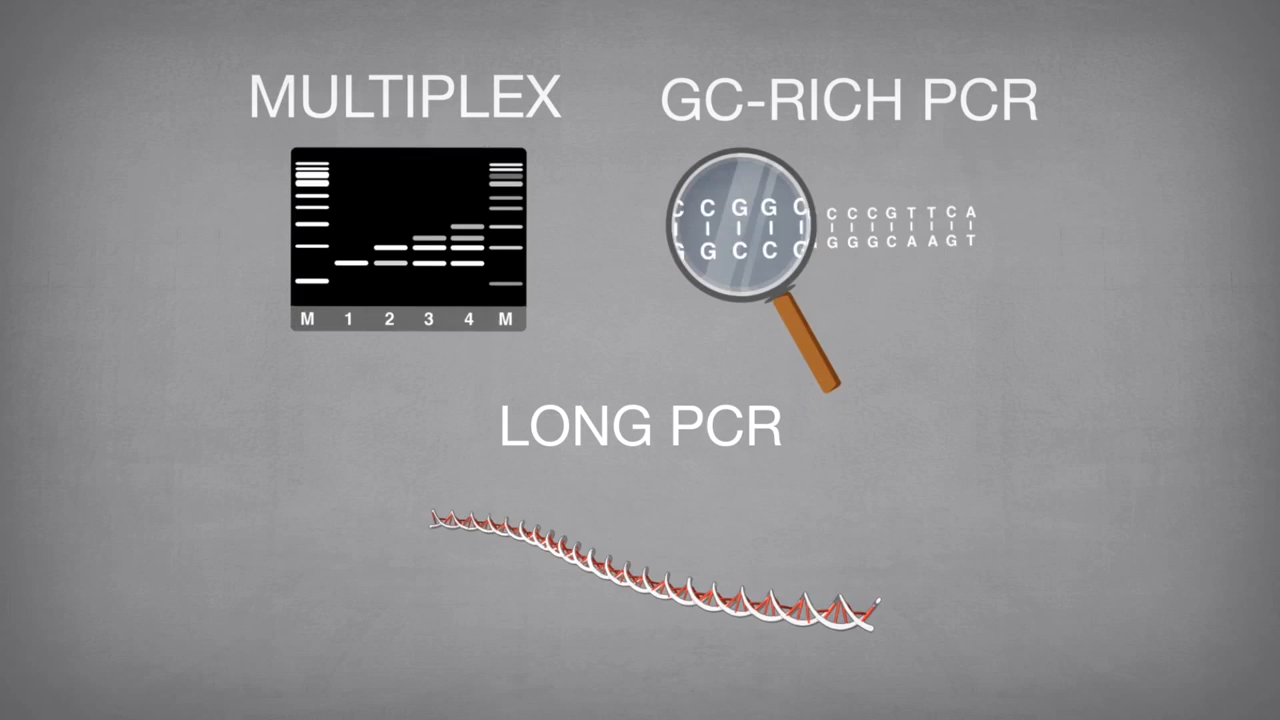 MULTIPLEX
GC-RICH PCR
C C G G C C C C G T T C A
G G C C G G G G C A A G T
M 1 2 3 4 M
LONG PCR